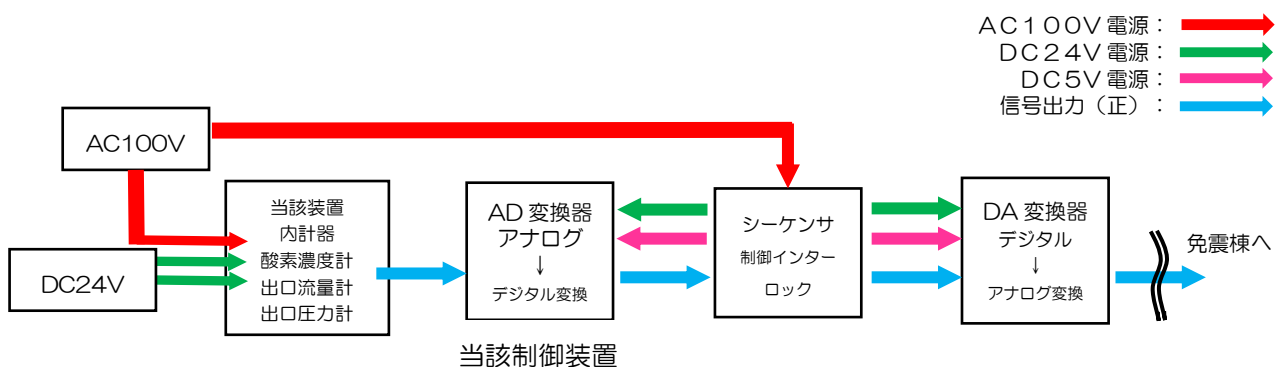 AC100V電源:
DC24V電源:
DC5V電源:
信号出力(正):
AC100V
DC24V
当該装置
内計器
酸素濃度計
出口流量計
出口圧力計
AD変換器
アナログ
↓
デジタル変換
シーケンサ
制御インター
ロック
DA変換器
デジタル
↓
アナログ変換
免震棟へ
当該制御装置